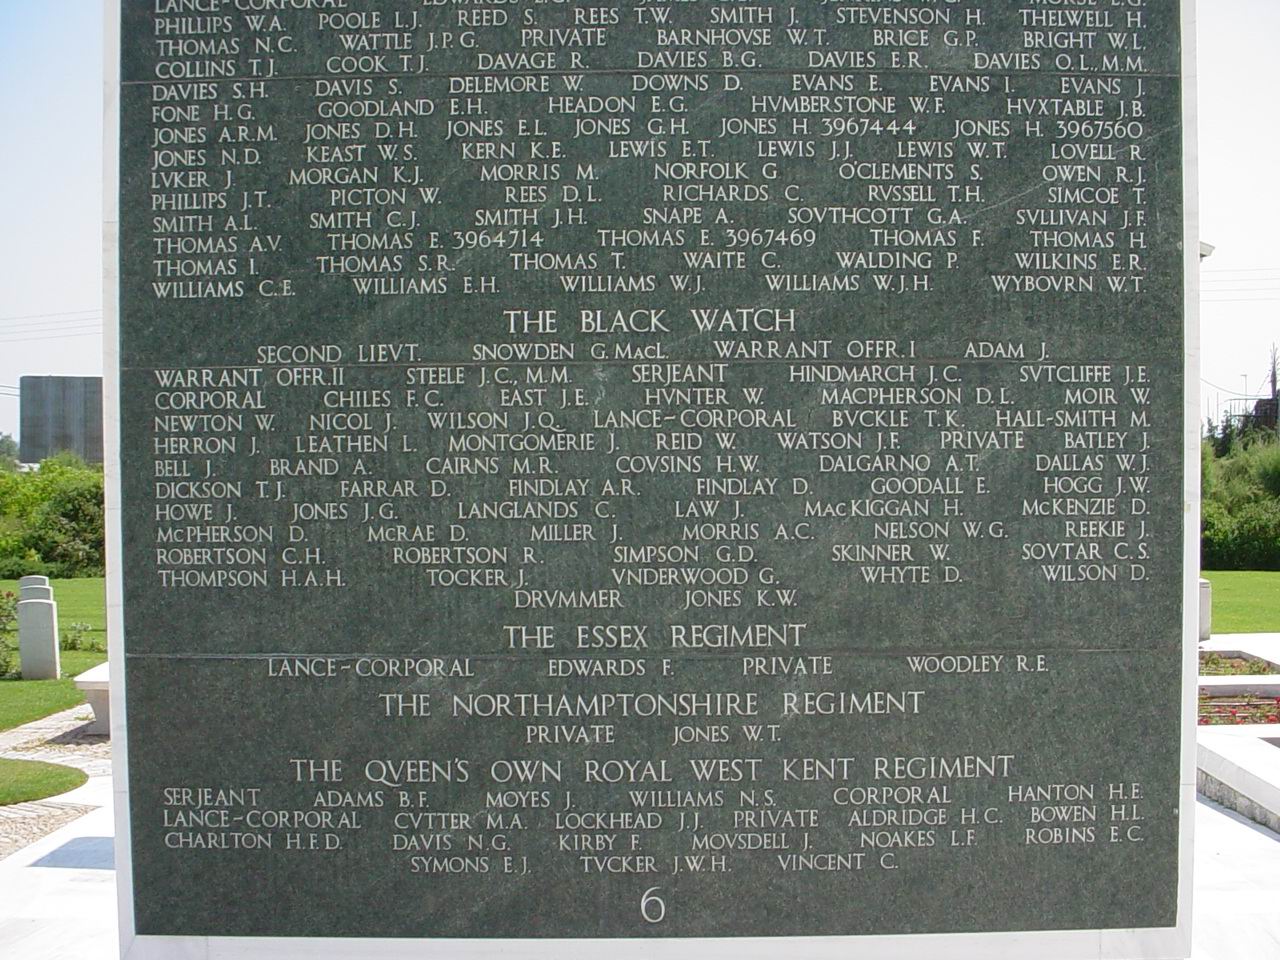 LANCE-CORPORAL
PHILLIPS W.A. POOLE L.J. REED S. REES T.W. SMITH J. STEVENSON H. THELWELL H.
THOMAS N.C. WATTLE J.P.G. PRIVATE BARNHOVSE W.T. BRICE G.P. BRIGHT W.L.
COLLINS T.J. COOK T.J. DAVAGE R. DAVIES B.G. DAVIES E.R. DAVIES O.L., M.M.
DAVIES S.H. DAVIS S. DELEMORE W. DOWNS D. EVANS E. EVANS I. EVANS J.
FONE H.G. GOODLAND E.H. HEADON E.G. HVMBERSTONE W.F. HVXTABLE J.B.
JONES A.R.M. JONES D.H. JONES E.L. JONES G.H. JONES H. 3967444 JONES H. 3967560
JONES N.D. KEAST W.S. KERN K.E. LEWIS E.T. LEWIS J.J. LEWIS W.T. LOVELL R.
LVKER J. MORGAN K.J. MORRIS M. NORFOLK G. O'CLEMENTS S. OWEN R.J.
PHILLIPS J.T. PICTON W. REES D.L. RICHARDS C. RVSSELL T.H. SIMCOE T.
SMITH A.L. SMITH C.J. SMITH J.H. SNAPE A. SOVTHCOTT G.A. SVLLIVAN J.F.
THOMAS A.V. THOMAS E. 3964714 THOMAS E. 3967469 THOMAS F. THOMAS H.
THOMAS I. THOMAS S.R. THOMAS T. WAITE C. WALDING P. WILKINS E.R.
WILLIAMS C.E. WILLIAMS E.H. WILLIAMS W.J. WILLIAMS W.J.H. WYBOVRN W.T.
THE BLACK WATCH
SECOND LIEVT. SNOWDEN G.MACL. WARRANT OFFR.I ADAM J.
WARRANT OFFR.II STEELE J.C., M.M. SERJEANT HINDMARCH J.C. SVTCLIFFE J.E.
CORPORAL CHILES F.C. EAST J.E. HVNTER W. MACPHERSON D.L. MOIR W.
NEWTON W. NICOL J. WILSON J.Q. LANCE-CORPORAL BVCKLE T.K. HALL-SMITH M.
HERRON J. LEATHEN L. MONTGOMERIE J. REID W. WATSON J.F. PRIVATE BATLEY J.
BELL J. BRAND A. CAIRNS M.R. COVSINS H.W. DALGARNO A.T. DALLAS W.J.
DICKSON T.J. FARRAR D. FINDLAY A.R. FINDLAY D. GOODALL E. HOGG J.W.
HOWE J. JONES J.G. LANGLANDS C. LAW J. MACKIGGAN H. MCKENZIE D.
MCPHERSON D. MCRAE D. MILLER J. MORRIS A.C. NELSON W.G. REEKIE J.
ROBERTSON C.H. ROBERTSON R. SIMPSON G.D. SKINNER W. SOVTAR C.S.
THOMPSON H.A.H. TOCKER J. VNDERWOOD G. WHYTE D. WILSON D.
DRVMMER JONES K.W.
THE ESSEX REGIMENT
LANCE-CORPORAL EDWARDS F. PRIVATE WOODLEY R.E.
THE NORTHAMPTONSHIRE REGIMENT
PRIVATE JONES W.T.
THE QVEEN'S OWN ROYAL WEST KENT REGIMENT
SERJEANT ADAMS B.F. MOYES J. WILLIAMS N.S. CORPORAL HANTON H.E.
LANCE-CORPORAL CVTTER M.A. LOCKHEAD J.J. PRIVATE ALDRIDGE H.C. BOWEN H.L.
CHARLTON H.F.D. DAVIS N.G. KIRBY F. MOVSDELL J. NOAKES L.F. ROBINS E.C.
SYMONS E.J. TVCKER J.W.H. VINCENT C.
6